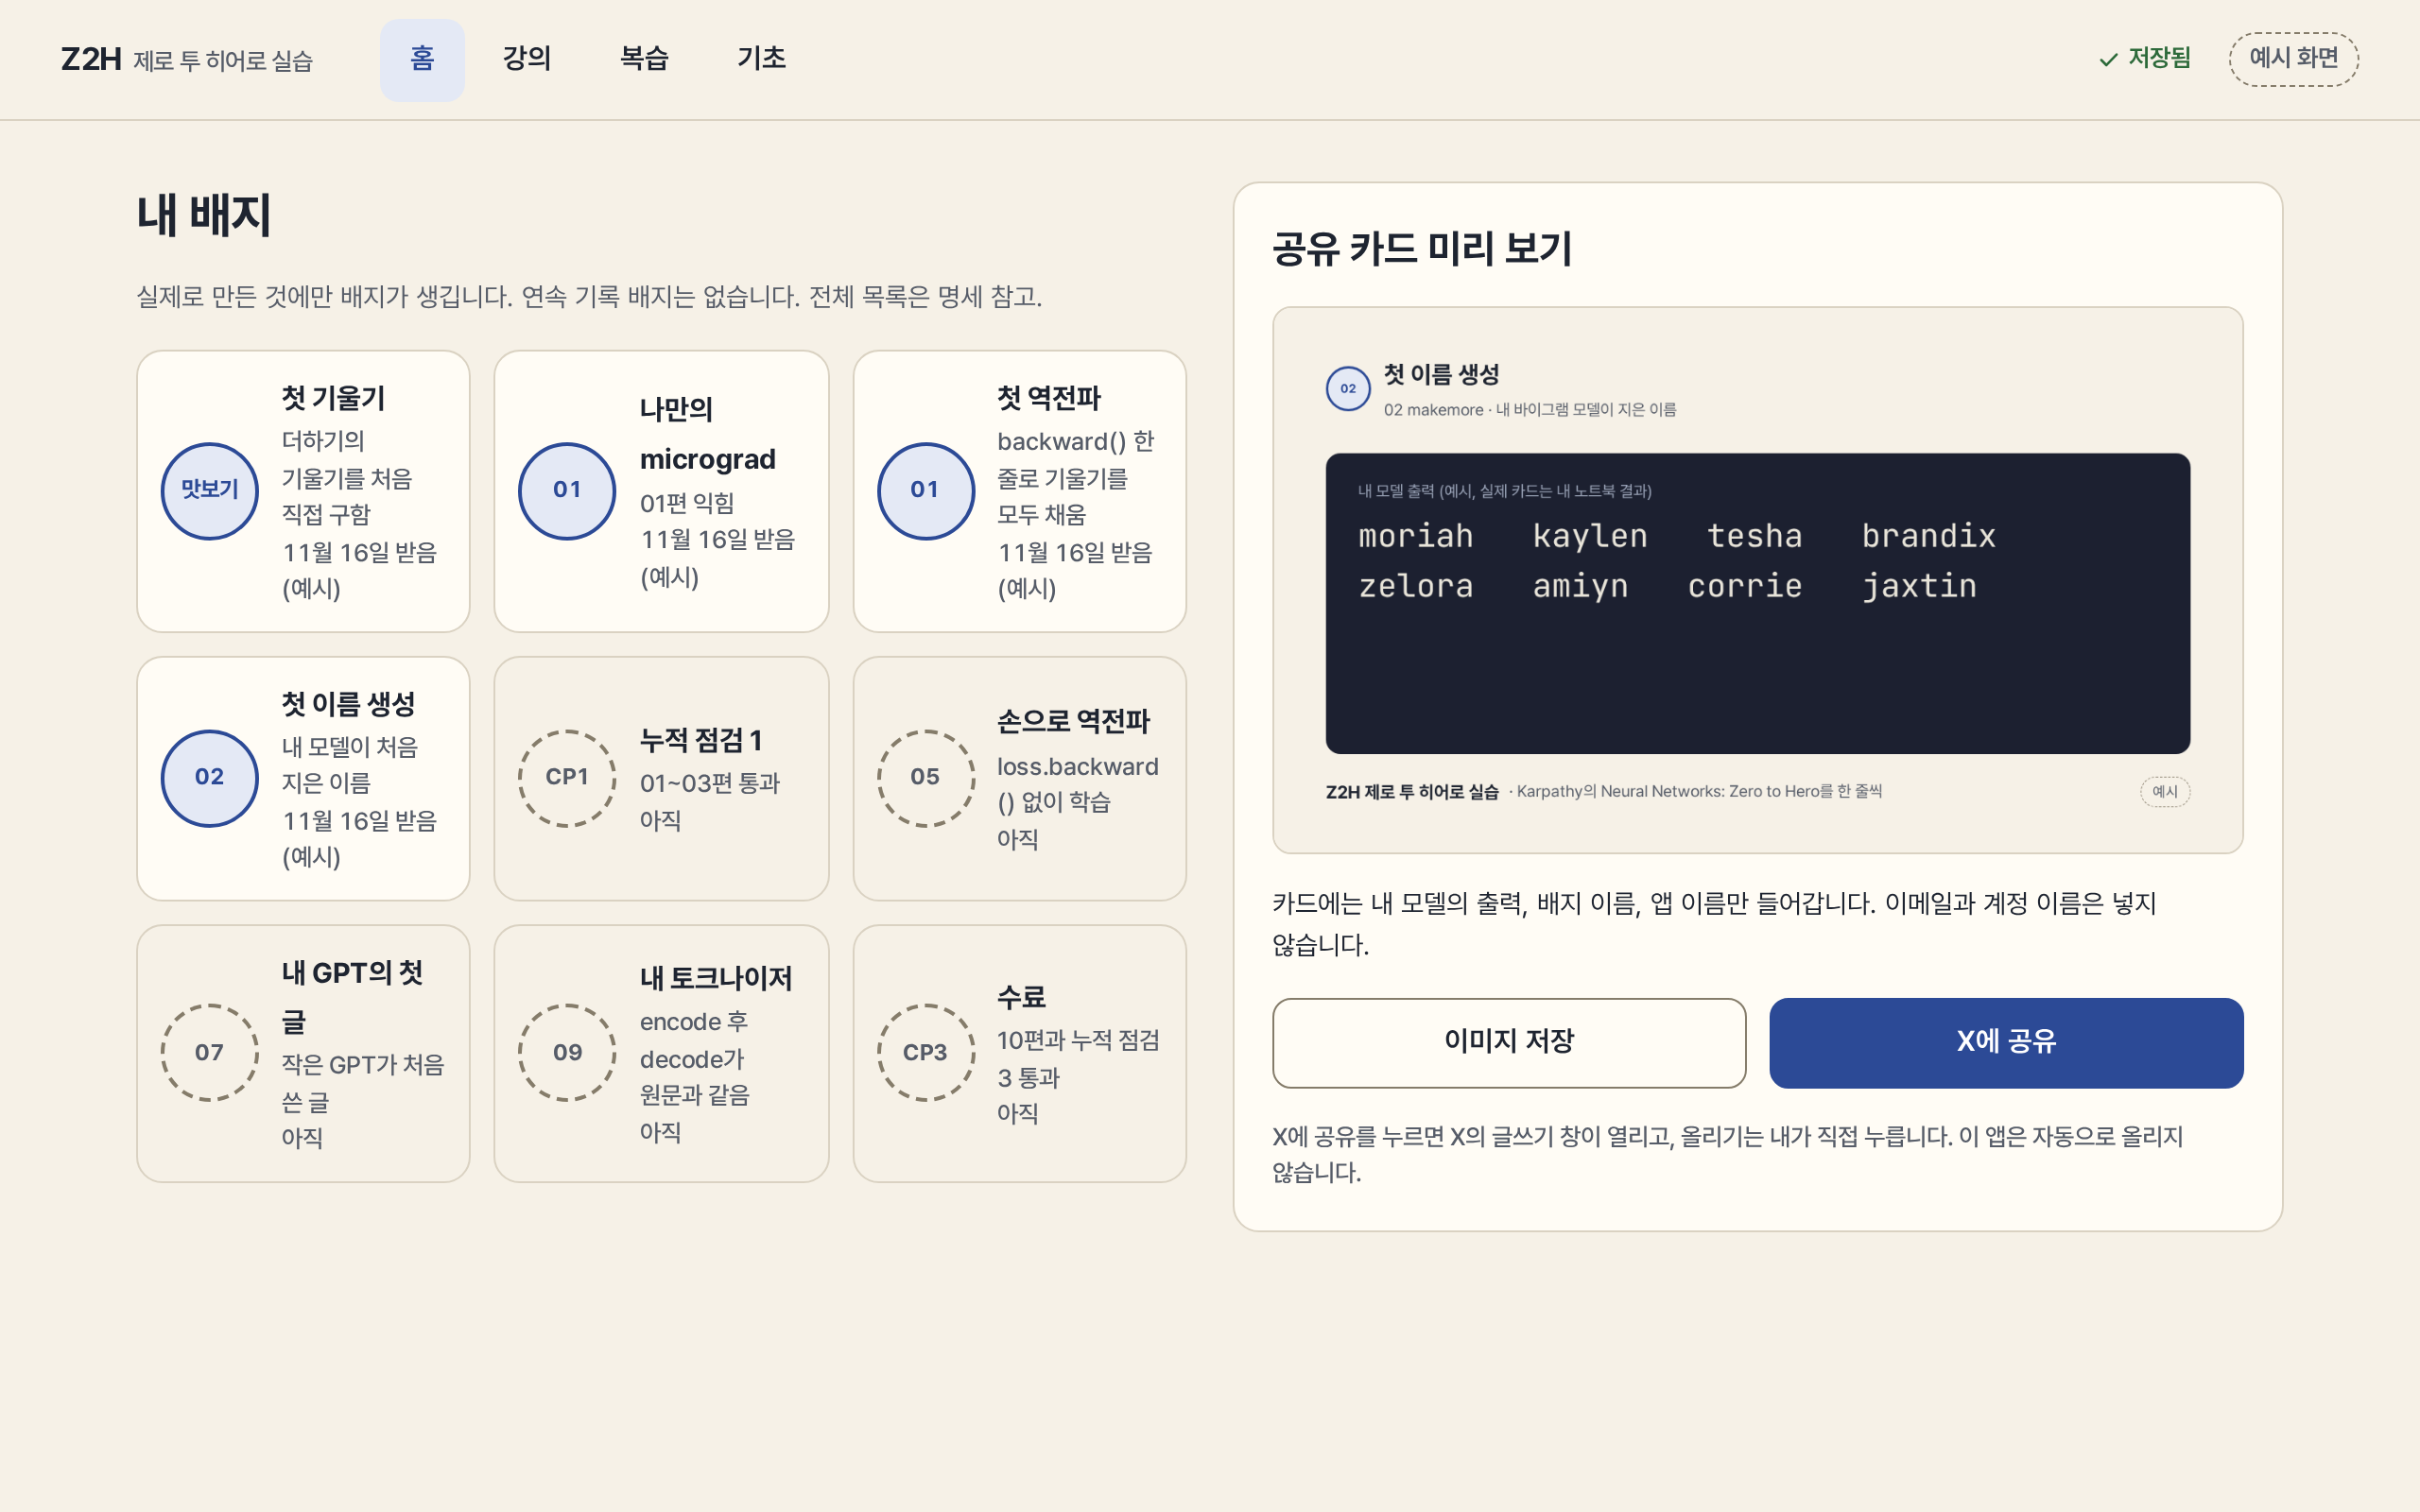 Z2H 제로 투 히어로 실습
홈
강의
복습
기초
저장됨
예시 화면
내 배지
실제로 만든 것에만 배지가 생깁니다. 연속 기록 배지는 없습니다. 전체 목록은 명세 참고.
맛보기
첫 기울기
더하기의
기울기를 처음
직접 구함
11월 16일 받음
(예시)
01
나만의
micrograd
01편 익힘
11월 16일 받음
(예시)
01
첫 역전파
backward() 한
줄로 기울기를
모두 채움
11월 16일 받음
(예시)
02
첫 이름 생성
내 모델이 처음
지은 이름
11월 16일 받음
(예시)
CP1
누적 점검 1
01~03편 통과
아직
05
손으로 역전파
loss.backward
() 없이 학습
아직
07
내 GPT의 첫
글
작은 GPT가 처음
쓴 글
아직
09
내 토크나이저
encode 후
decode가
원문과 같음
아직
CP3
수료
10편과 누적 점검
3 통과
아직
공유 카드 미리 보기
02
첫 이름 생성
02 makemore · 내 바이그램 모델이 지은 이름
내 모델 출력 (예시, 실제 카드는 내 노트북 결과)
moriah kaylen tesha brandix
zelora amiyn corrie jaxtin
Z2H 제로 투 히어로 실습 · Karpathy의 Neural Networks: Zero to Hero를 한 줄씩
예시
카드에는 내 모델의 출력, 배지 이름, 앱 이름만 들어갑니다. 이메일과 계정 이름은 넣지
않습니다.
이미지 저장
X에 공유
X에 공유를 누르면 X의 글쓰기 창이 열리고, 올리기는 내가 직접 누릅니다. 이 앱은 자동으로 올리지
않습니다.